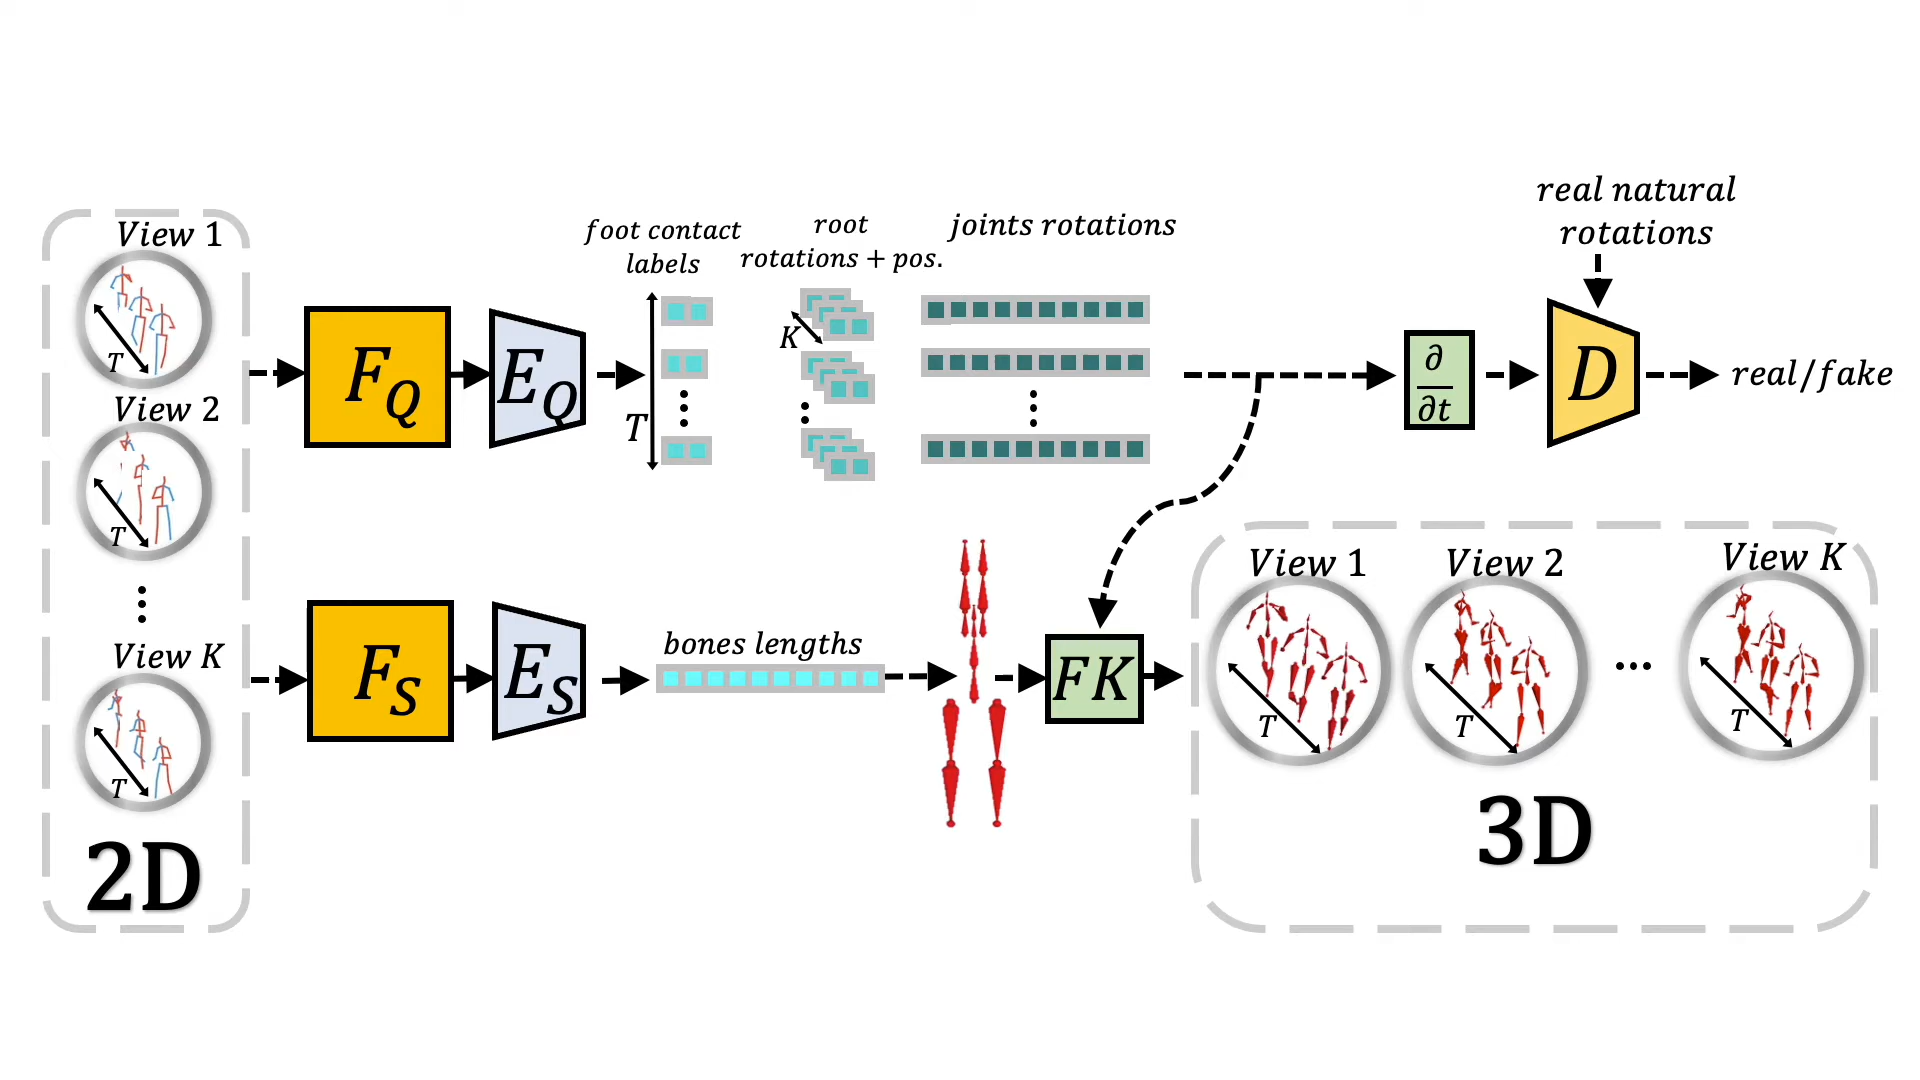 View 1
T
View 2
T
View K
T
2D
F_Q
E_Q
foot contact
labels
T
root
rotations + pos.
K
joints rotations
∂
∂t
real natural
rotations
D
real/fake
F_S
E_S
bones lengths
FK
View 1
T
View 2
T
...
View K
T
3D